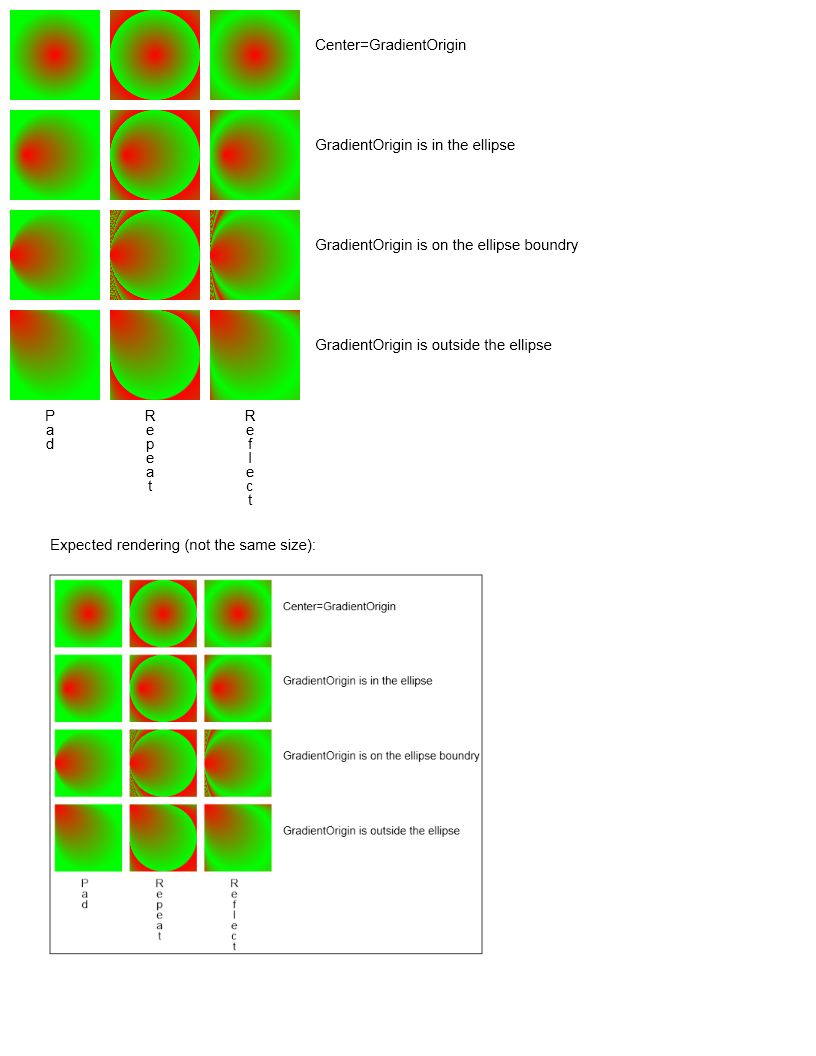 Center=GradientOrigin
GradientOrigin is in the ellipse
GradientOrigin is on the ellipse boundry
GradientOrigin is outside the ellipse
Pad
Repeat
Reflect
Expected rendering (not the same size):
Center=GradientOrigin
GradientOrigin is in the ellipse
GradientOrigin is on the ellipse boundry
GradientOrigin is outside the ellipse
Pad
Repeat
Reflect